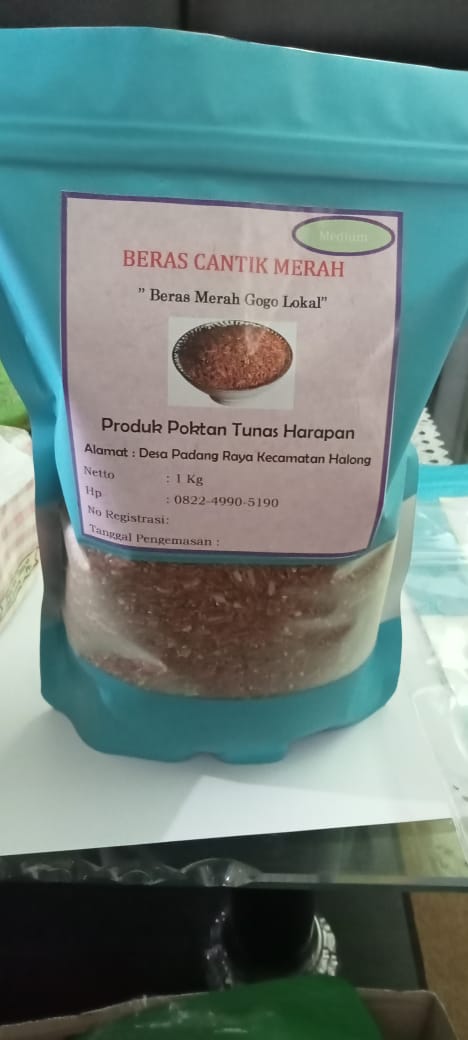 Medium
BERAS CANTIK MERAH
" Beras Merah Gogo Lokal"
Produk Poktan Tunas Harapan
Alamat : Desa Padang Raya Kecamatan Halong
Netto : 1 Kg
Hp : 0822-4990-5190
No Registrasi:
Tanggal Pengemasan :